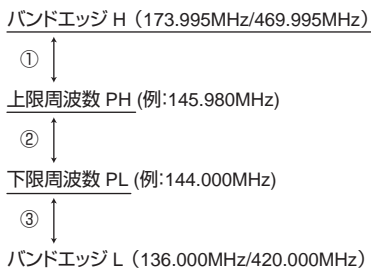 バンドエッジ H（173.995MHz/469.995MHz）
①
上限周波数 PH (例:145.980MHz)
②
下限周波数 PL (例:144.000MHz)
③
バンドエッジ L（136.000MHz/420.000MHz）